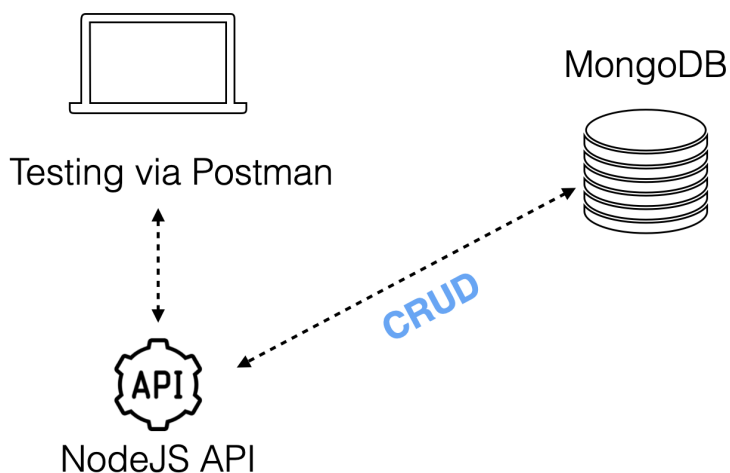 MongoDB
Testing via Postman
CRUD
API
NodeJS API